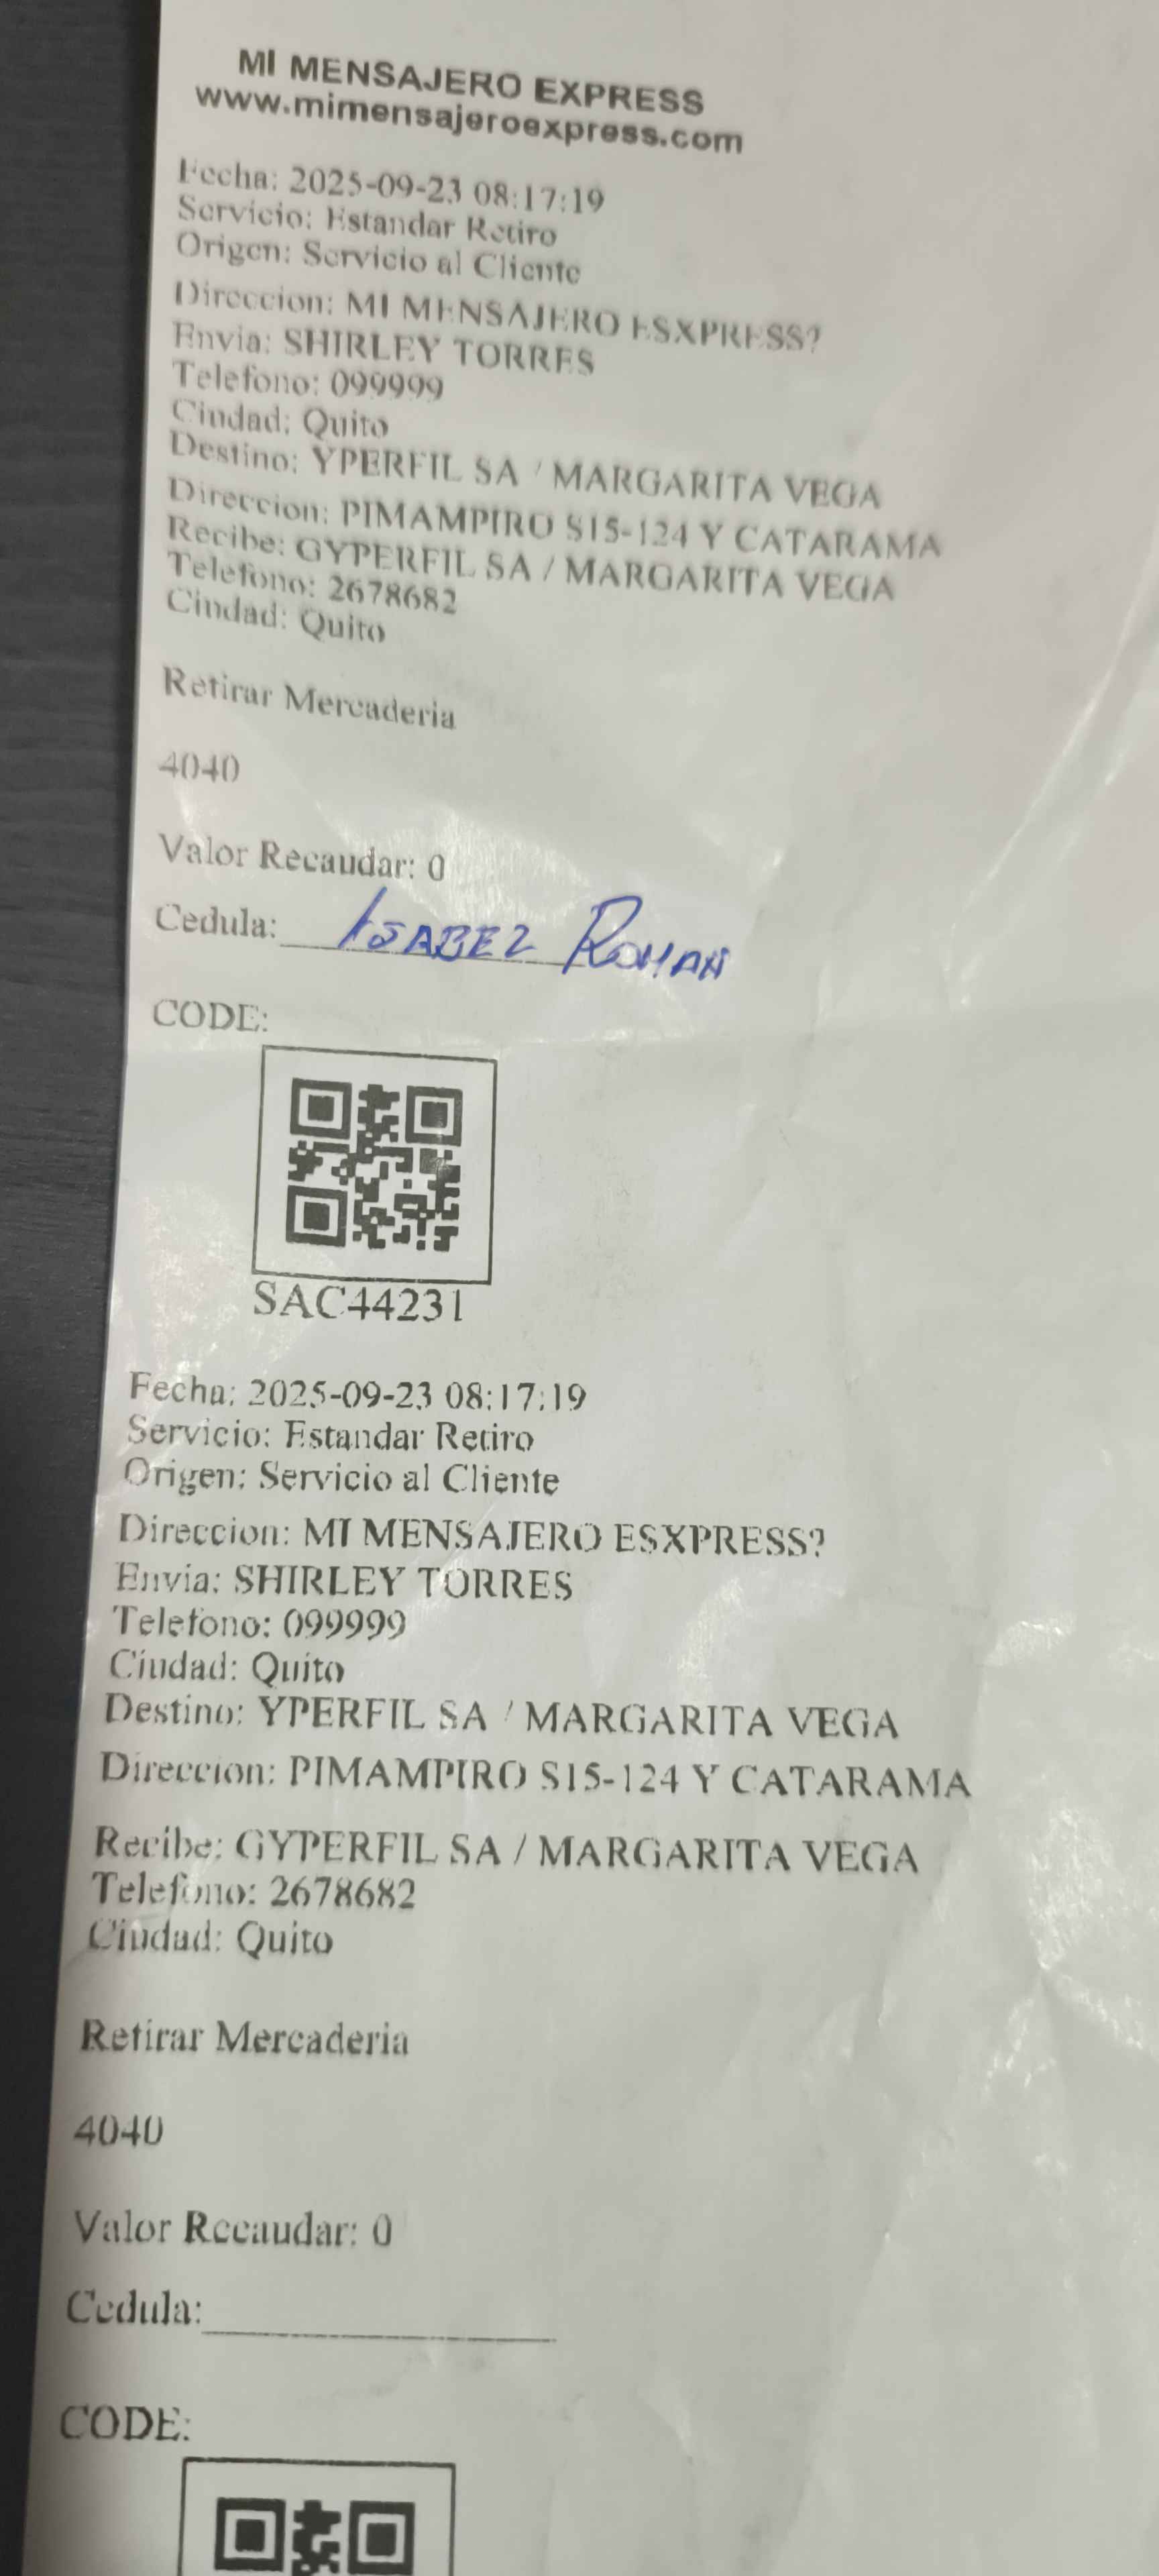 MI MENSAJERO EXPRESS
www.mimensajeroexpress.com
Fecha: 2025-09-23 08:17:19
Servicio: Estandar Retiro
Origen: Servicio al Cliente
Direccion: MI MENSAJERO ESXPRESS?
Envia: SHIRLEY TORRES
Telefono: 099999
Ciudad: Quito
Destino: YPERFIL SA / MARGARITA VEGA
Direccion: PIMAMPIRO S15-124 Y CATARAMA
Recibe: GYPERFIL SA / MARGARITA VEGA
Telefono: 2678682
Ciudad: Quito
Retirar Mercaderia
4040
Valor Recaudar: 0
Cedula: ISABEL ROMAN
CODE:
SAC44231
Fecha: 2025-09-23 08:17:19
Servicio: Estandar Retiro
Origen: Servicio al Cliente
Direccion: MI MENSAJERO ESXPRESS?
Envia: SHIRLEY TORRES
Telefono: 099999
Ciudad: Quito
Destino: YPERFIL SA / MARGARITA VEGA
Direccion: PIMAMPIRO S15-124 Y CATARAMA
Recibe: GYPERFIL SA / MARGARITA VEGA
Telefono: 2678682
Ciudad: Quito
Retirar Mercaderia
4040
Valor Recaudar: 0
Cedula:
CODE: